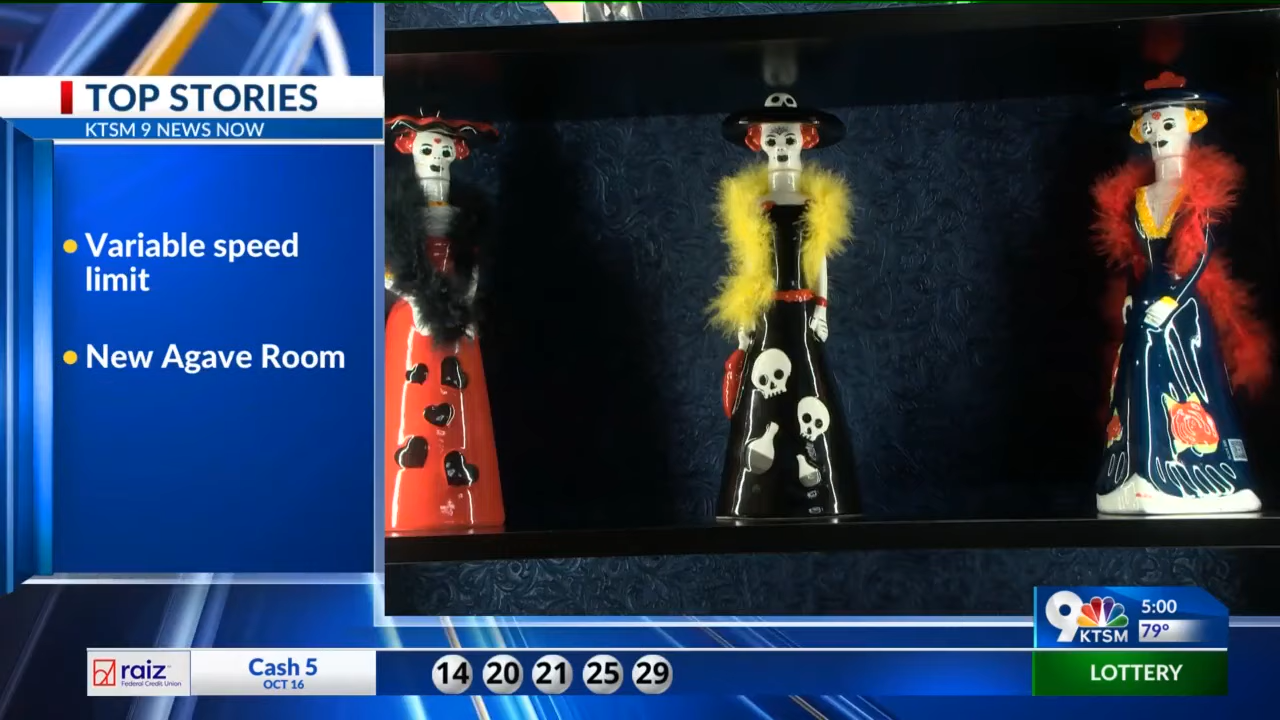 TOP STORIES
KTSM 9 NEWS NOW
Variable speed
limit
New Agave Room
9
KTSM
5:00
79°
raiz
Federal Credit Union
Cash 5
OCT 16
14 20 21 25 29
LOTTERY